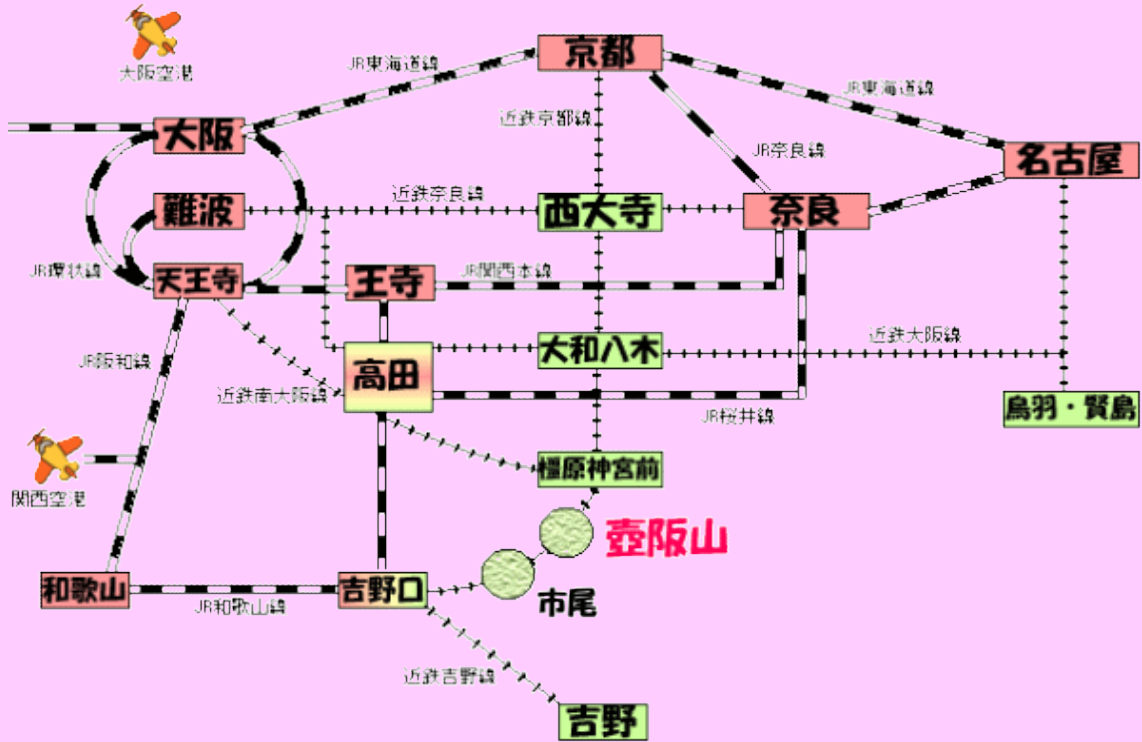 大阪空港
JR東海道線
京都
JR東海道線
近鉄京都線
大阪
JR奈良線
名古屋
難波
近鉄奈良線
西大寺
奈良
JR環状線
天王寺
王寺
JR関西本線
JR阪和線
大和八木
近鉄大阪線
高田
近鉄南大阪線
JR桜井線
鳥羽・賢島
橿原神宮前
関西空港
壺阪山
和歌山
JR和歌山線
吉野口
市尾
近鉄吉野線
吉野